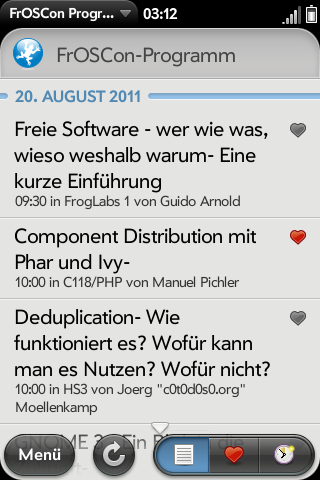 FrOSCon Progr...
03:12
FrOSCon-Programm
20. AUGUST 2011
Freie Software - wer wie was,
wieso weshalb warum- Eine
kurze Einführung
09:30 in FrogLabs 1 von Guido Arnold
Component Distribution mit
Phar und Ivy-
10:00 in C118/PHP von Manuel Pichler
Deduplication- Wie
funktioniert es? Wofür kann
man es Nutzen? Wofür nicht?
10:00 in HS3 von Joerg "c0t0d0s0.org"
Moellenkamp
GNOME 3 - Ein die
Menü